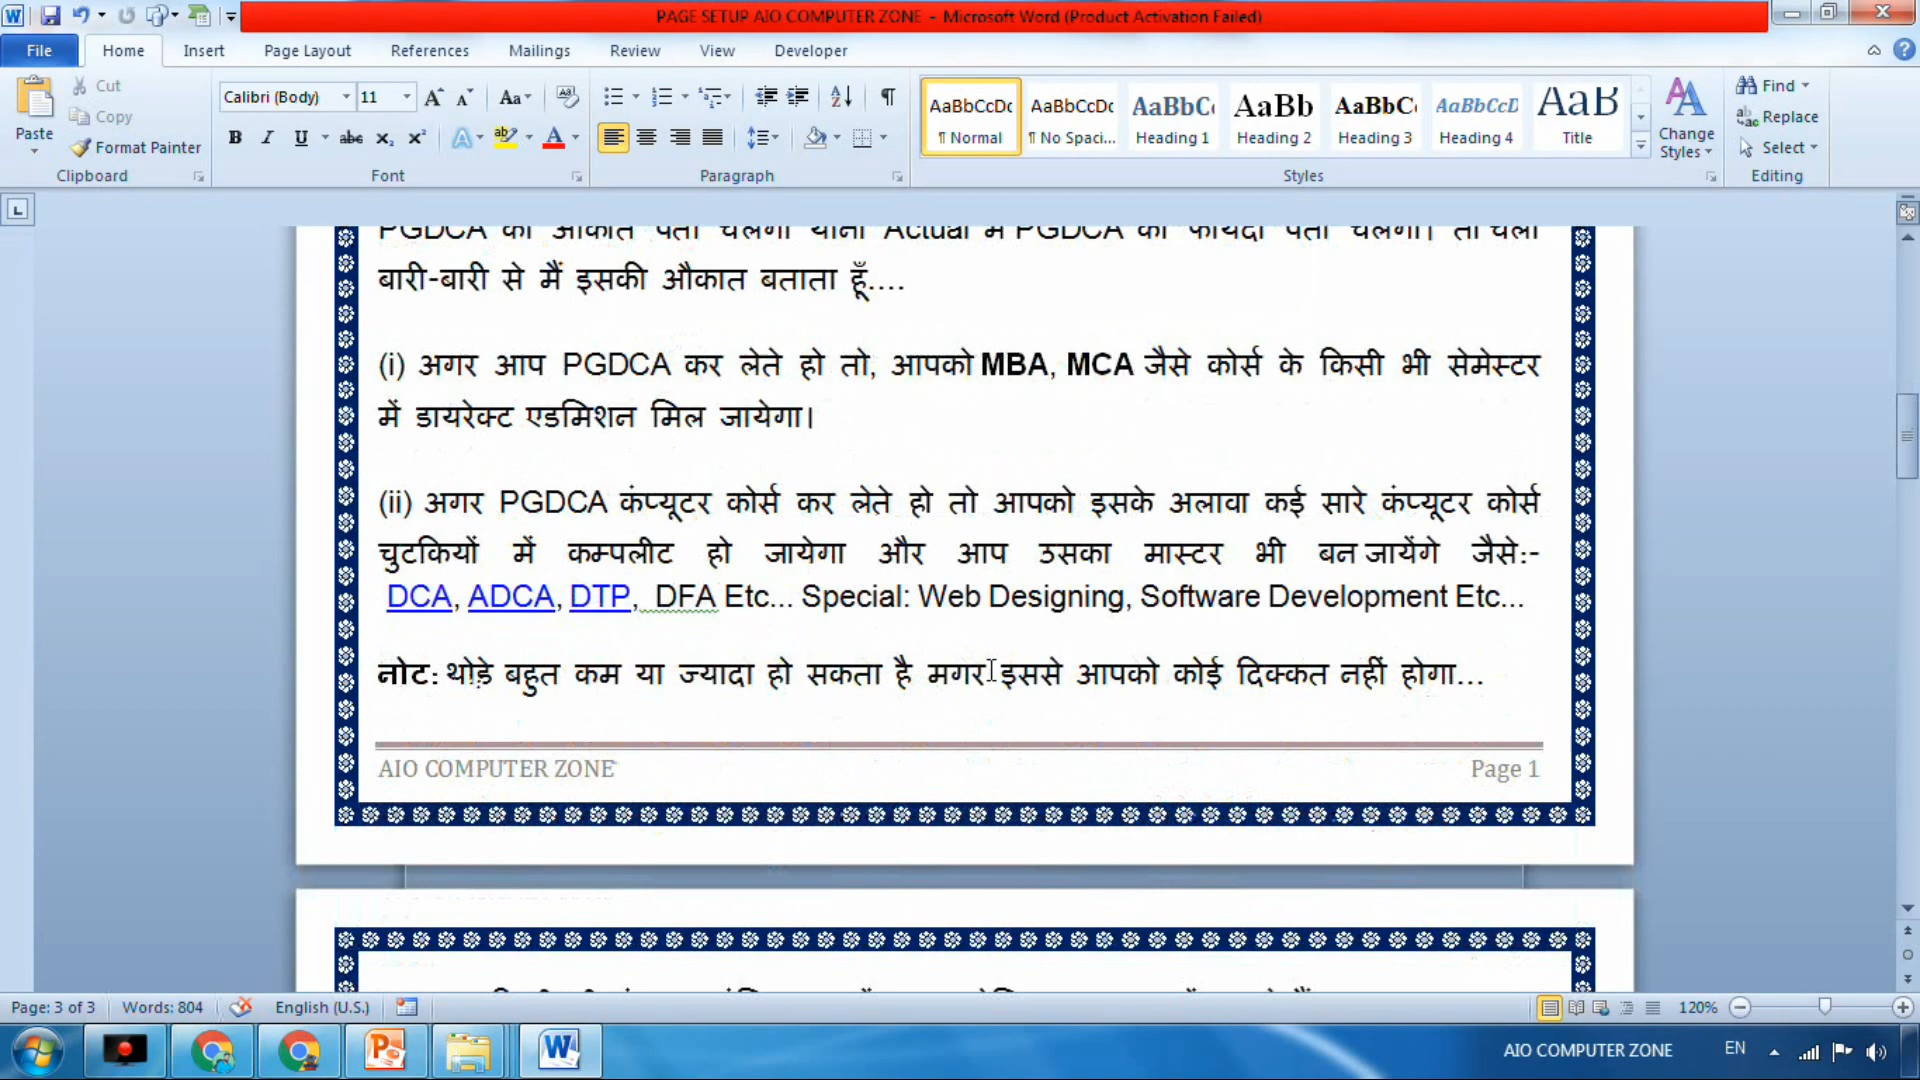 PAGE SETUP AIO COMPUTER ZONE - Microsoft Word (Product Activation Failed)
File Home Insert Page Layout References Mailings Review View Developer
Cut
Copy
Paste
Format Painter
Calibri (Body) 11
AaBbCcDc AaBbCcDc AaBbC AaBb AaBbC AaBbCcD AaB
¶ Normal ¶ No Spaci... Heading 1 Heading 2 Heading 3 Heading 4 Title
Change Styles
Find
Replace
Select
Clipboard Font Paragraph Styles Editing
बारी-बारी से मैं इसकी औकात बताता हूँ....
(i) अगर आप PGDCA कर लेते हो तो, आपको MBA, MCA जैसे कोर्स के किसी भी सेमेस्टर
में डायरेक्ट एडमिशन मिल जायेगा।
(ii) अगर PGDCA कंप्यूटर कोर्स कर लेते हो तो आपको इसके अलावा कई सारे कंप्यूटर कोर्स
चुटकियों में कम्पलीट हो जायेगा और आप उसका मास्टर भी बन जायेंगे जैसे:-
DCA, ADCA, DTP, DFA Etc... Special: Web Designing, Software Development Etc...
नोट: थोड़े बहुत कम या ज्यादा हो सकता है मगर इससे आपको कोई दिक्कत नहीं होगा...
AIO COMPUTER ZONE Page 1
Page: 3 of 3 Words: 804 English (U.S.) 120%
AIO COMPUTER ZONE EN